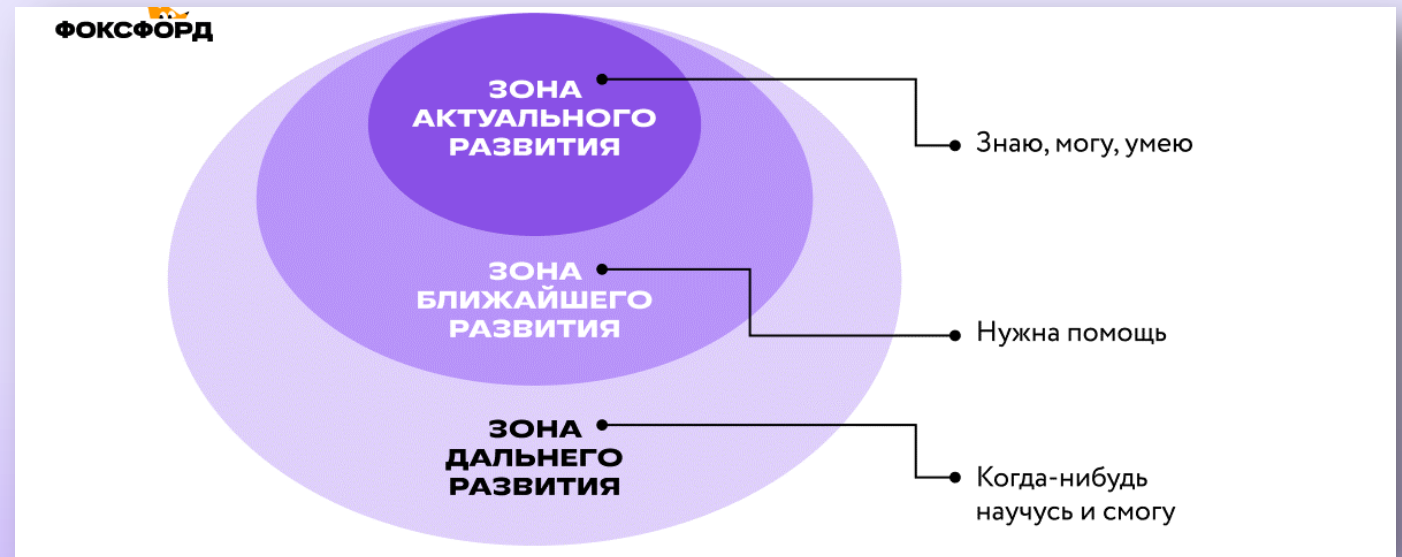 ФОКСФОРД
ЗОНА
АКТУАЛЬНОГО
РАЗВИТИЯ
Знаю, могу, умею
ЗОНА
БЛИЖАЙШЕГО
РАЗВИТИЯ
Нужна помощь
ЗОНА
ДАЛЬНЕГО
РАЗВИТИЯ
Когда-нибудь
научусь и смогу